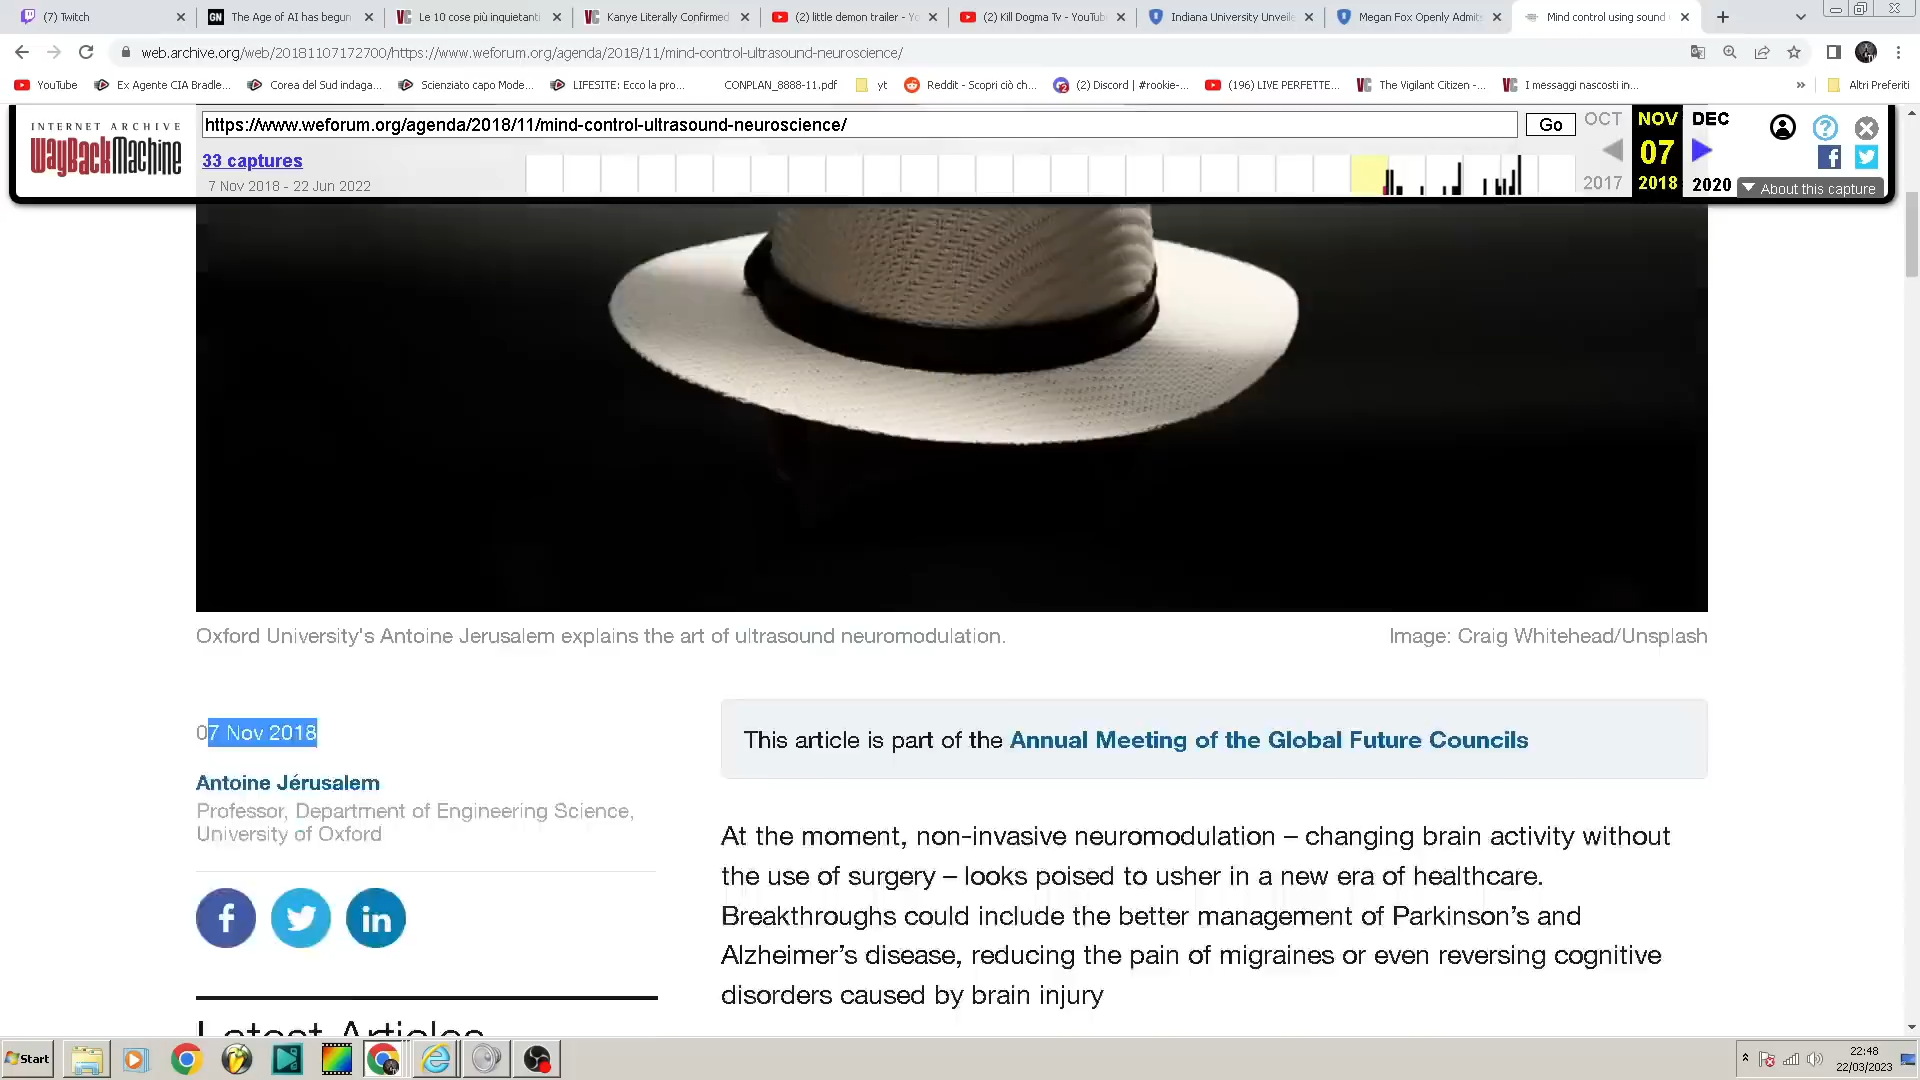 (7) Twitch
The Age of AI has begun
Le 10 cose più inquietanti
Kanye Literally Confirmed
(2) little demon trailer - Yo
(2) Kill Dogma Tv - YouTube
Indiana University Unveile
Megan Fox Openly Admits
Mind control using sound
web.archive.org/web/20181107172700/https://www.weforum.org/agenda/2018/11/mind-control-ultrasound-neuroscience/
YouTube
Ex Agente CIA Bradle...
Corea del Sud indaga...
Scienziato capo Mode...
LIFESITE: Ecco la pro...
CONPLAN_8888-11.pdf
yt
Reddit - Scopri ciò ch...
(2) Discord | #rookie-...
(196) LIVE PERFETTE...
The Vigilant Citizen -...
I messaggi nascosti in...
»
Altri Preferiti
INTERNET ARCHIVE
WayBackMachine
https://www.weforum.org/agenda/2018/11/mind-control-ultrasound-neuroscience/
Go
OCT NOV DEC
33 captures
07
7 Nov 2018 - 22 Jun 2022
2017 2018 2020
About this capture
Oxford University's Antoine Jerusalem explains the art of ultrasound neuromodulation.
Image: Craig Whitehead/Unsplash
07 Nov 2018
Antoine Jérusalem
Professor, Department of Engineering Science,
University of Oxford
This article is part of the Annual Meeting of the Global Future Councils
At the moment, non-invasive neuromodulation – changing brain activity without
the use of surgery – looks poised to usher in a new era of healthcare.
Breakthroughs could include the better management of Parkinson’s and
Alzheimer’s disease, reducing the pain of migraines or even reversing cognitive
disorders caused by brain injury
Latest Articles
Start
22:48
22/03/2023